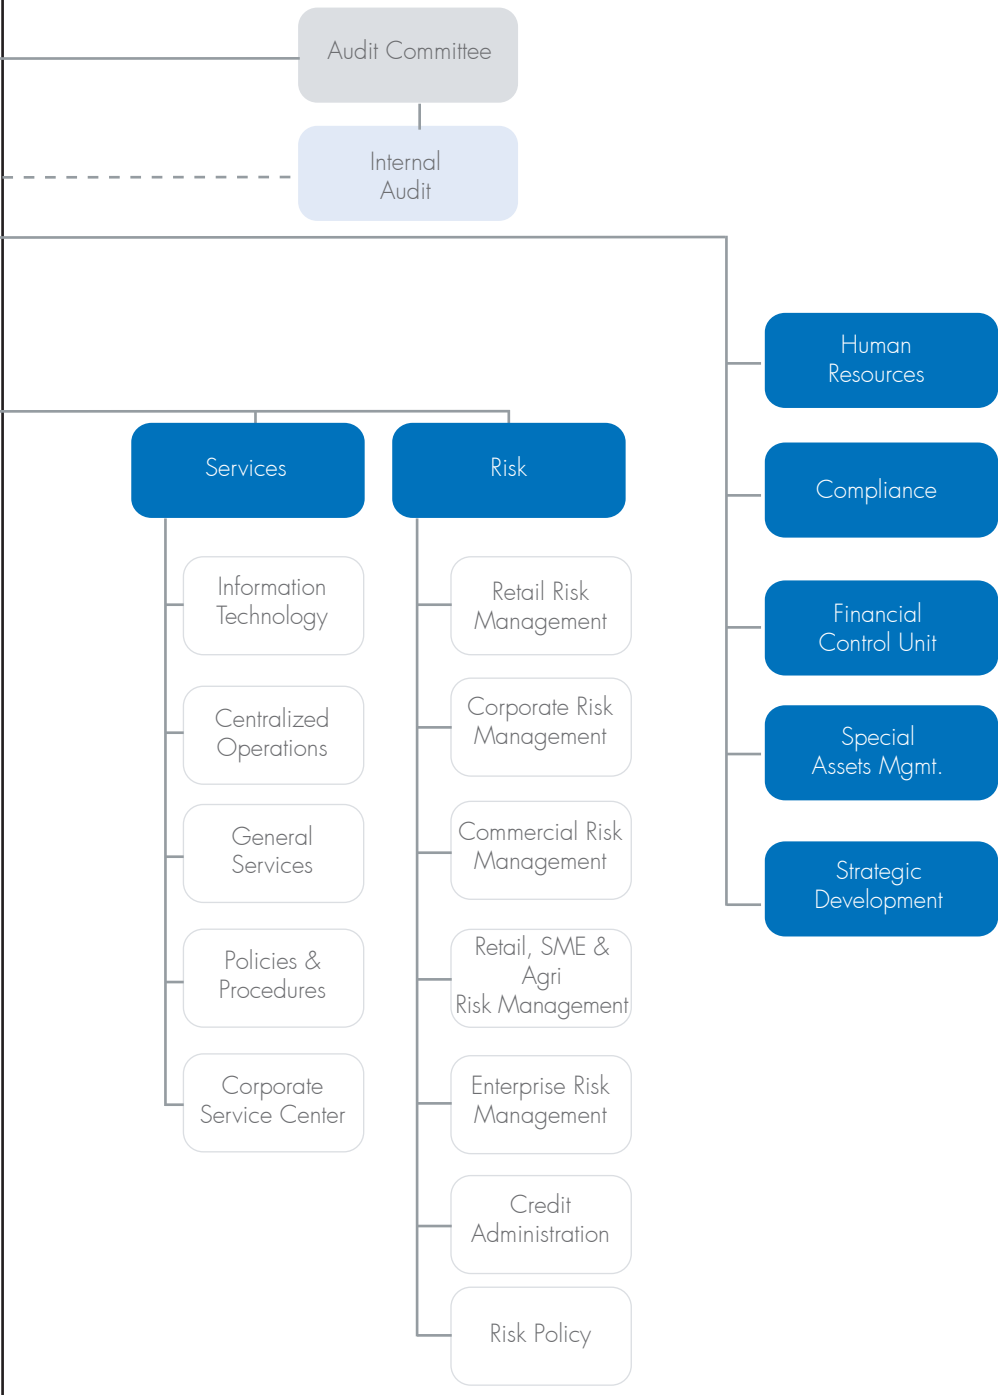 Audit Committee
Internal
Audit
Human
Resources
Compliance
Financial
Control Unit
Special
Assets Mgmt.
Strategic
Development
Services
Information
Technology
Centralized
Operations
General
Services
Policies &
Procedures
Corporate
Service Center
Risk
Retail Risk
Management
Corporate Risk
Management
Commercial Risk
Management
Retail, SME &
Agri
Risk Management
Enterprise Risk
Management
Credit
Administration
Risk Policy